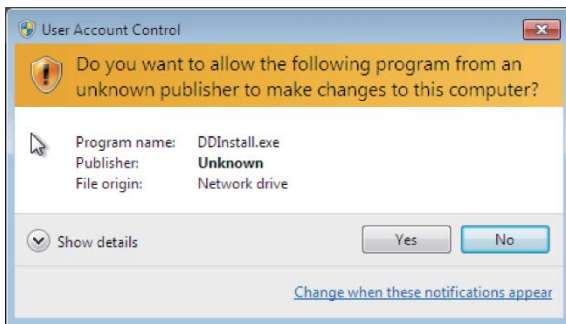 User Account Control
Do you want to allow the following program from an
unknown publisher to make changes to this computer?
Program name: DDInstall.exe
Publisher: Unknown
File origin: Network drive
Show details
Yes
No
Change when these notifications appear